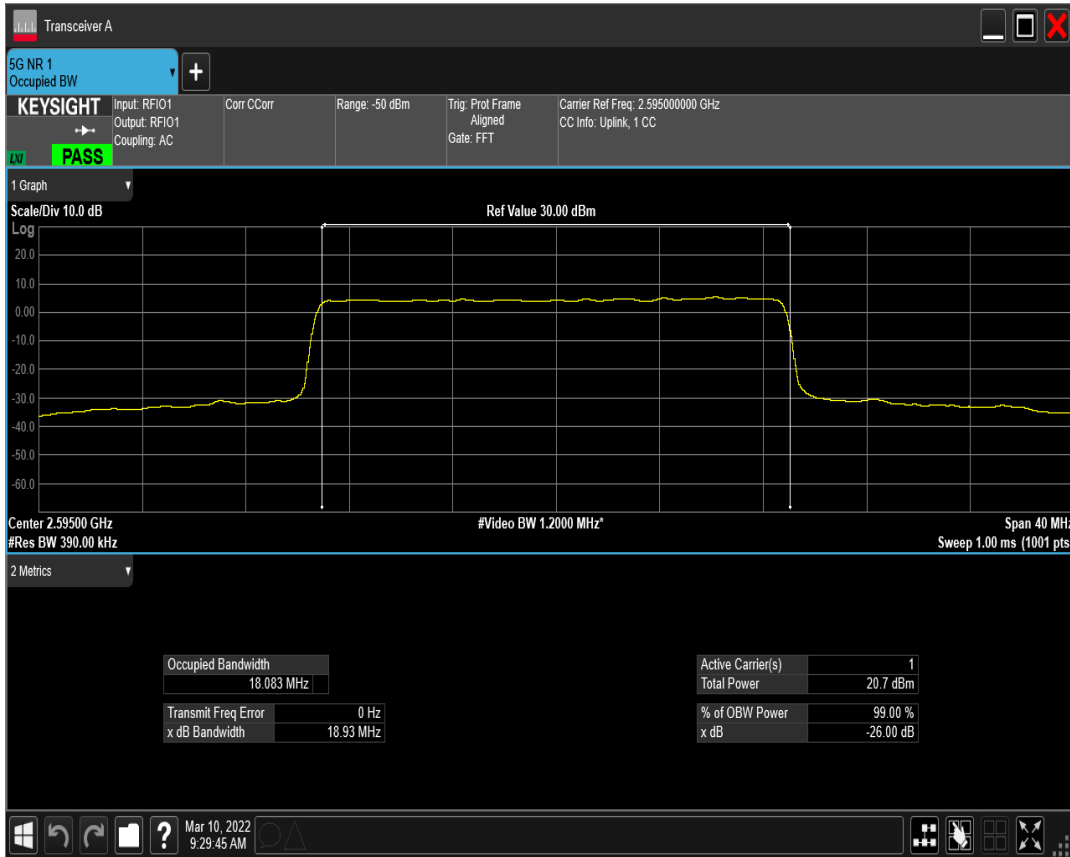 Transceiver A
5G NR 1
Occupied BW
KEYSIGHT
LXI
PASS
Input: RFIO1
Output: RFIO1
Coupling: AC
Corr CCorr
Range: -50 dBm
Trig: Prot Frame
Aligned
Gate: FFT
Carrier Ref Freq: 2.595000000 GHz
CC Info: Uplink, 1 CC
1 Graph
Scale/Div 10.0 dB
Ref Value 30.00 dBm
Log
20.0
10.0
0.00
-10.0
-20.0
-30.0
-40.0
-50.0
-60.0
Center 2.59500 GHz
#Video BW 1.2000 MHz*
Span 40 MHz
#Res BW 390.00 kHz
Sweep 1.00 ms (1001 pts
2 Metrics
Occupied Bandwidth
18.083 MHz
Transmit Freq Error 0 Hz
x dB Bandwidth 18.93 MHz
Active Carrier(s) 1
Total Power 20.7 dBm
% of OBW Power 99.00 %
x dB -26.00 dB
?
Mar 10, 2022
9:29:45 AM